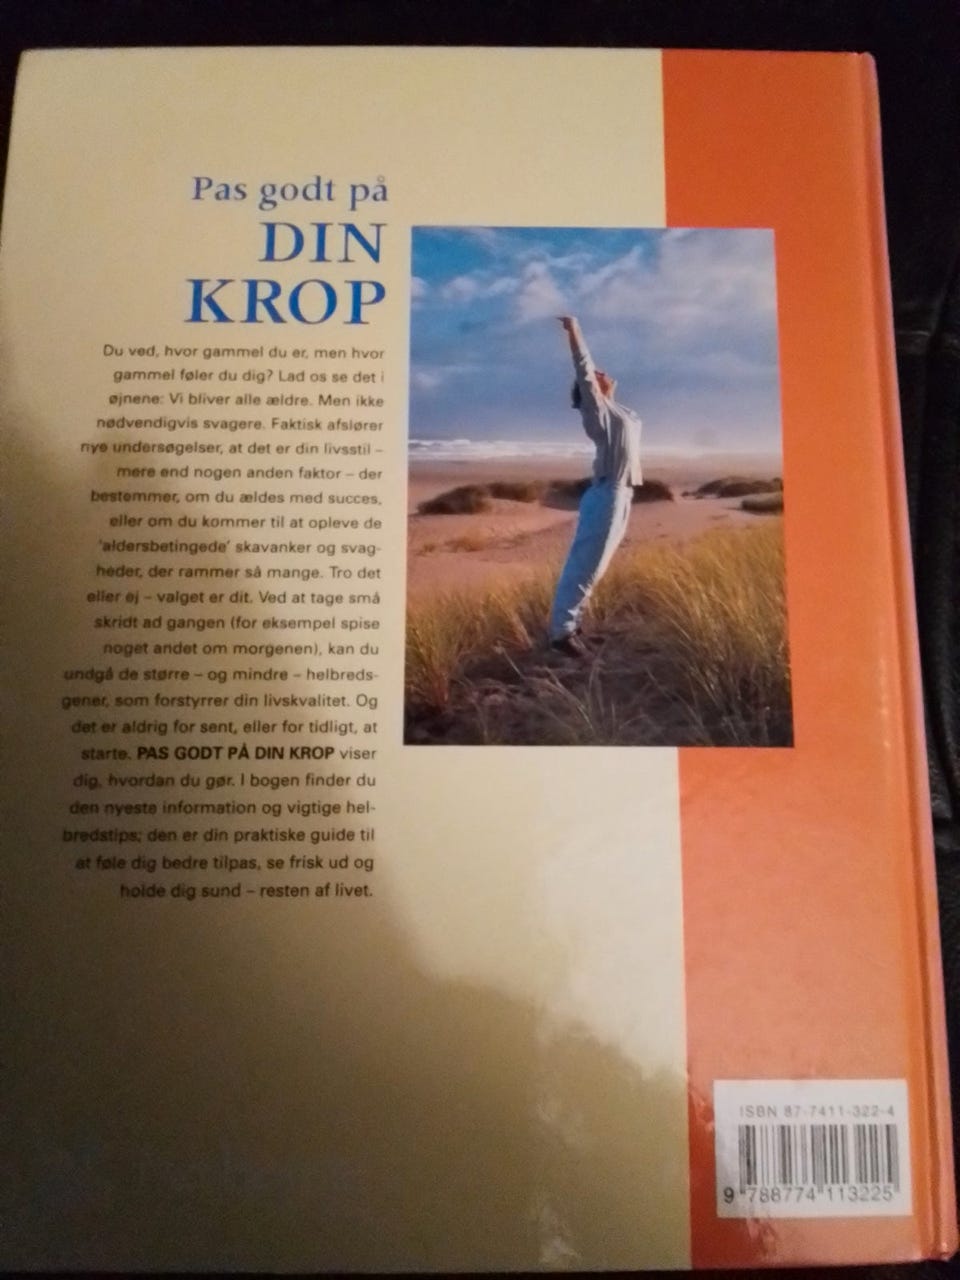 Pas godt på
DIN
KROP
Du ved, hvor gammel du er, men hvor
gammel føler du dig? Lad os se det i
øjnene: Vi bliver alle ældre. Men ikke
nødvendigvis svagere. Faktisk afslører
nye undersøgelser, at det er din livsstil –
mere end nogen anden faktor – der
bestemmer, om du ældes med succes,
eller om du kommer til at opleve de
'aldersbetingede' skavanker og svag-
heder, der rammer så mange. Tro det
eller ej – valget er dit. Ved at tage små
skridt ad gangen (for eksempel spise
noget andet om morgenen), kan du
undgå de større – og mindre – helbreds-
gener, som forstyrrer din livskvalitet. Og
det er aldrig for sent, eller for tidligt, at
starte. PAS GODT PÅ DIN KROP viser
dig, hvordan du gør. I bogen finder du
den nyeste information og vigtige hel-
bredstips; den er din praktiske guide til
at føle dig bedre tilpas, se frisk ud og
holde dig sund – resten af livet.
ISBN 87-7411-322-4
9 788774 113225